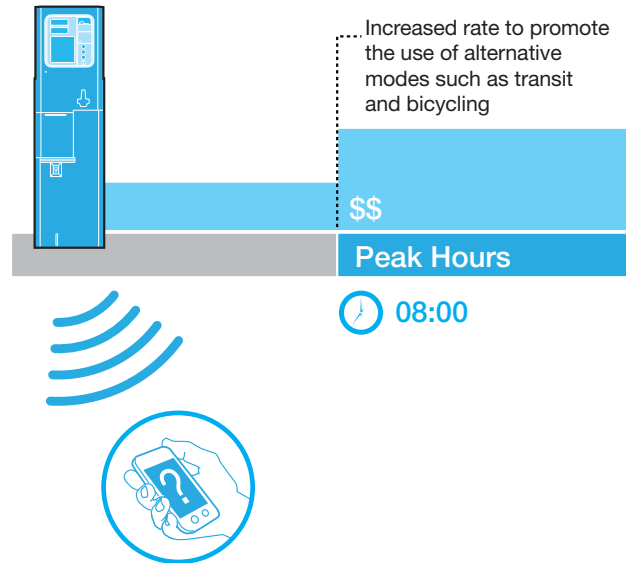 Increased rate to promote
the use of alternative
modes such as transit
and bicycling
$$
Peak Hours
08:00
?